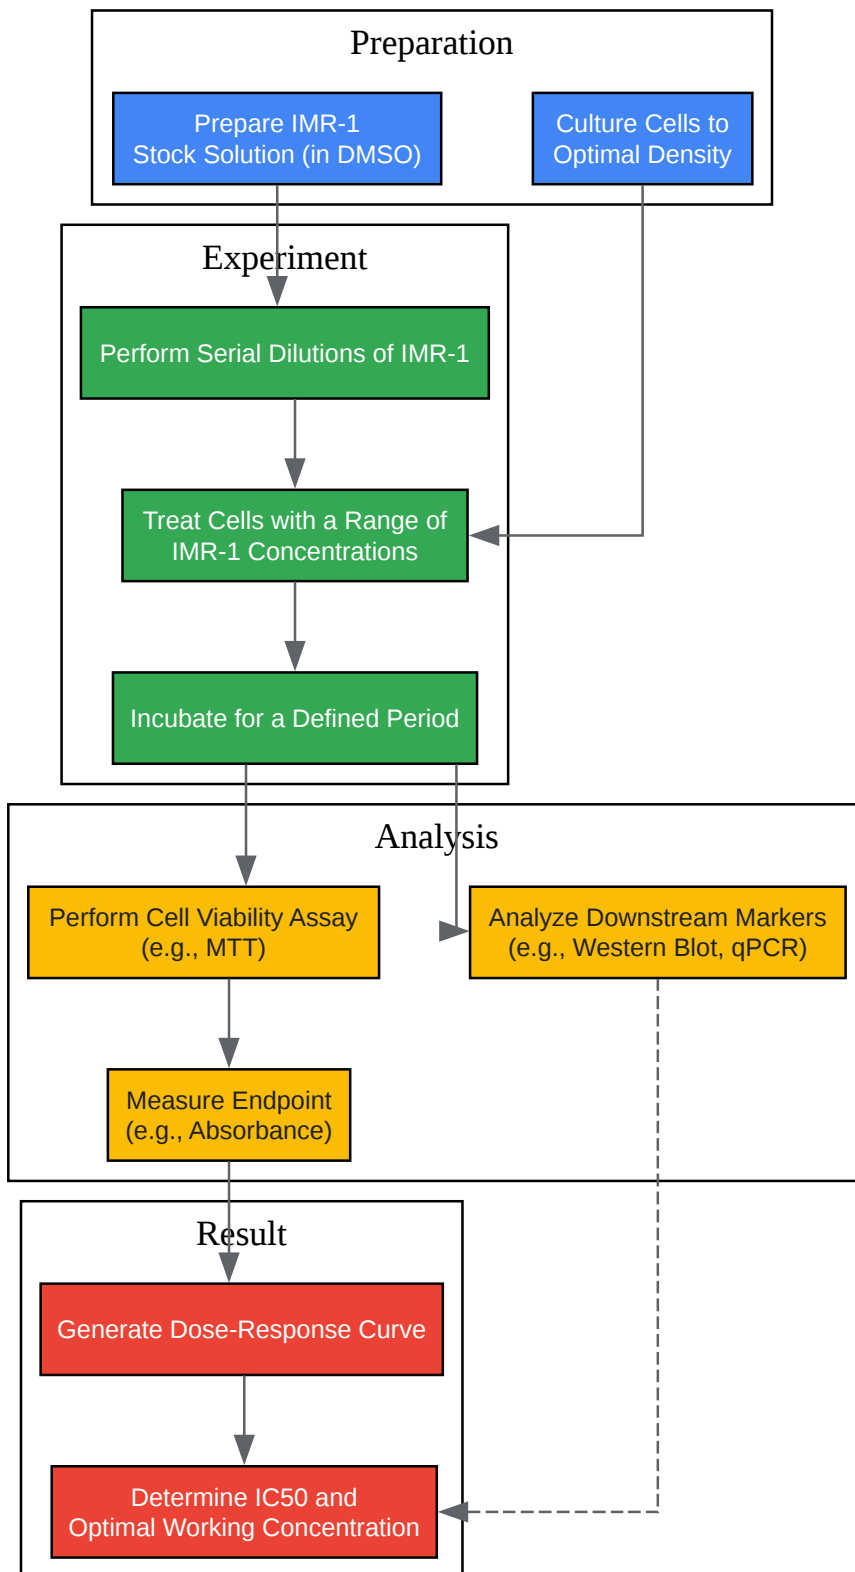 Preparation
Prepare IMR-1
Stock Solution (in DMSO)
Culture Cells to
Optimal Density
Experiment
Perform Serial Dilutions of IMR-1
Treat Cells with a Range of
IMR-1 Concentrations
Incubate for a Defined Period
Analysis
Perform Cell Viability Assay
(e.g., MTT)
Analyze Downstream Markers
(e.g., Western Blot, qPCR)
Measure Endpoint
(e.g., Absorbance)
Result
Generate Dose-Response Curve
Determine IC50 and
Optimal Working Concentration